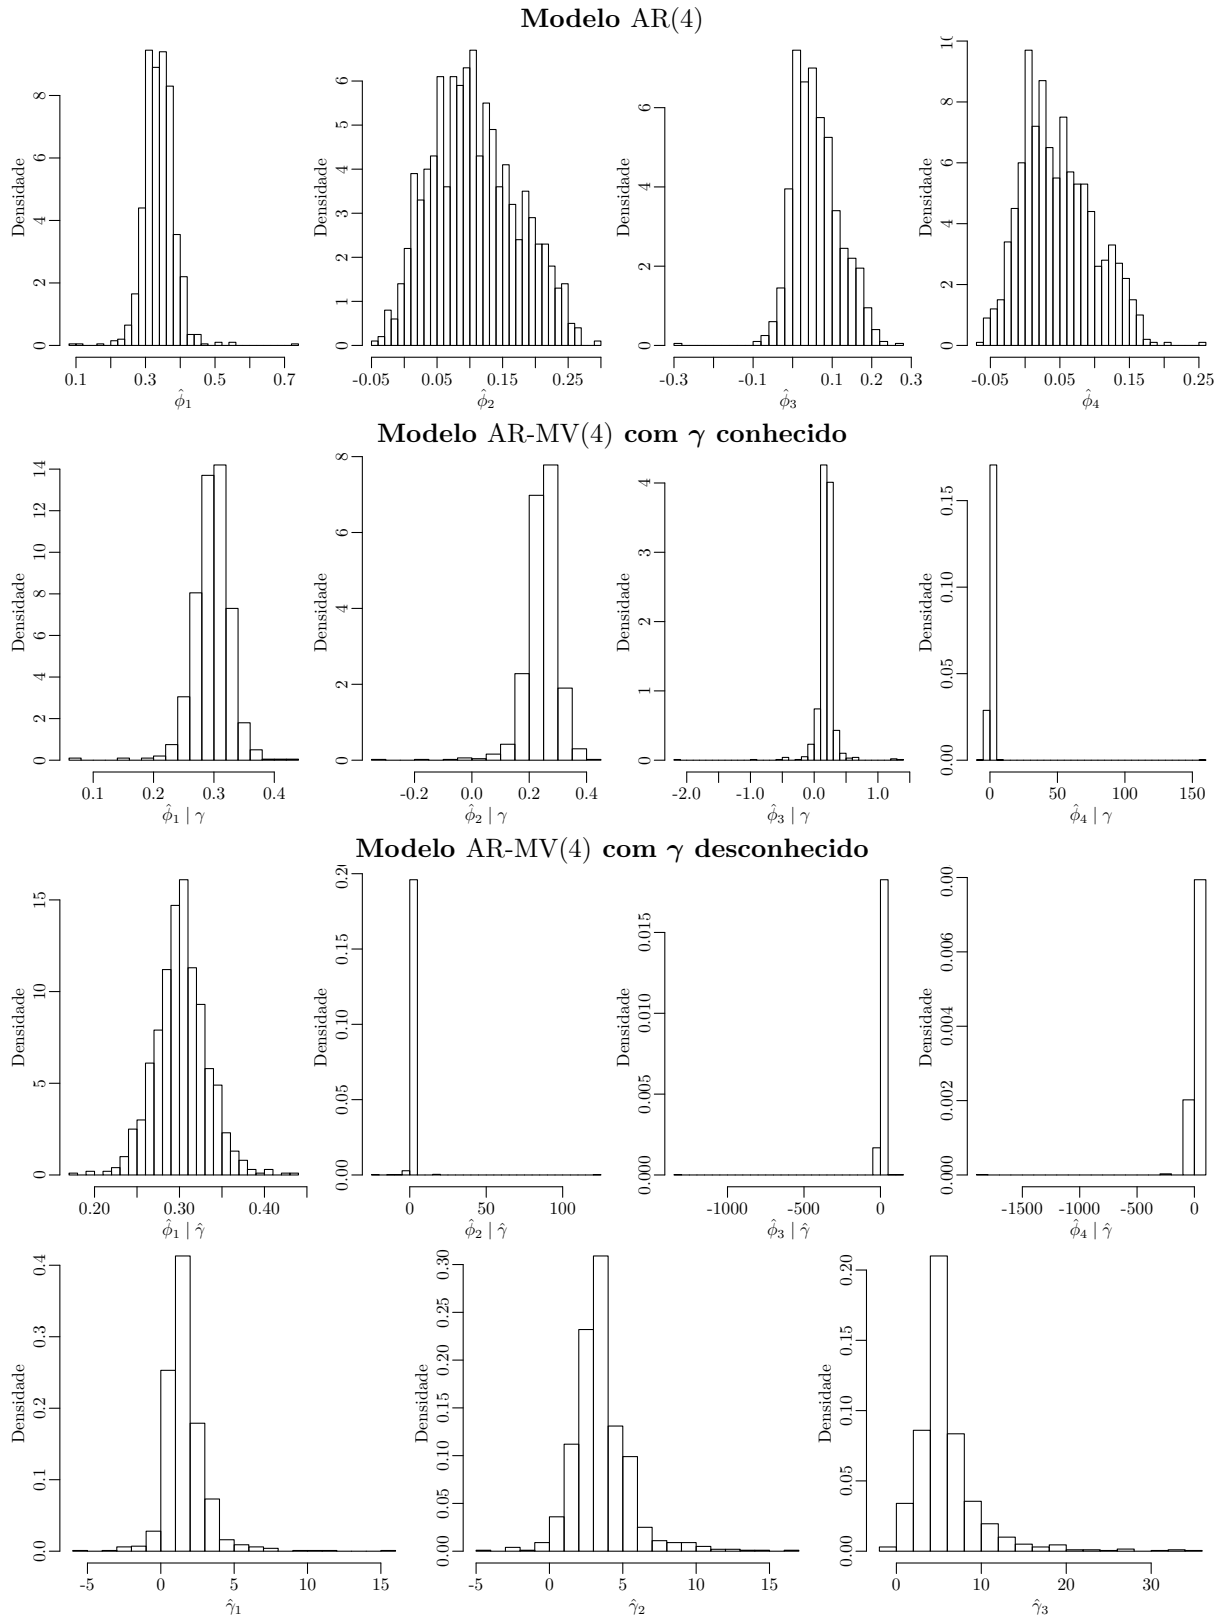 Modelo AR(4)
Densidade
0 2 4 6 8
0.1 0.3 0.5 0.7
ϕ̂₁
Densidade
0 1 2 3 4 5 6
-0.05 0.05 0.15 0.25
ϕ̂₂
Densidade
0 2 4 6
-0.3 -0.1 0.1 0.2 0.3
ϕ̂₃
Densidade
0 2 4 6 8
-0.05 0.05 0.15 0.25
ϕ̂₄
Modelo AR-MV(4) com γ conhecido
Densidade
0 2 4 6 8 10 12 14
0.1 0.2 0.3 0.4
ϕ̂₁ | γ
Densidade
0 2 4 6 8
-0.2 0.0 0.2 0.4
ϕ̂₂ | γ
Densidade
0 1 2 3 4
-2.0 -1.0 0.0 1.0
ϕ̂₃ | γ
Densidade
0.00 0.05 0.10 0.15
0 50 100 150
ϕ̂₄ | γ
Modelo AR-MV(4) com γ desconhecido
Densidade
0 5 10 15
0.20 0.30 0.40
ϕ̂₁ | γ̂
Densidade
0.00 0.05 0.10 0.15
0 50 100
ϕ̂₂ | γ̂
Densidade
0.000 0.005 0.010 0.015
-1000 -500 0
ϕ̂₃ | γ̂
Densidade
0.000 0.002 0.004 0.006
-1500 -1000 -500 0
ϕ̂₄ | γ̂
Densidade
0.0 0.1 0.2 0.3 0.4
-5 0 5 10 15
γ̂₁
Densidade
0.00 0.05 0.10 0.15 0.20 0.25 0.30
-5 0 5 10 15
γ̂₂
Densidade
0.00 0.05 0.10 0.15 0.20
0 10 20 30
γ̂₃